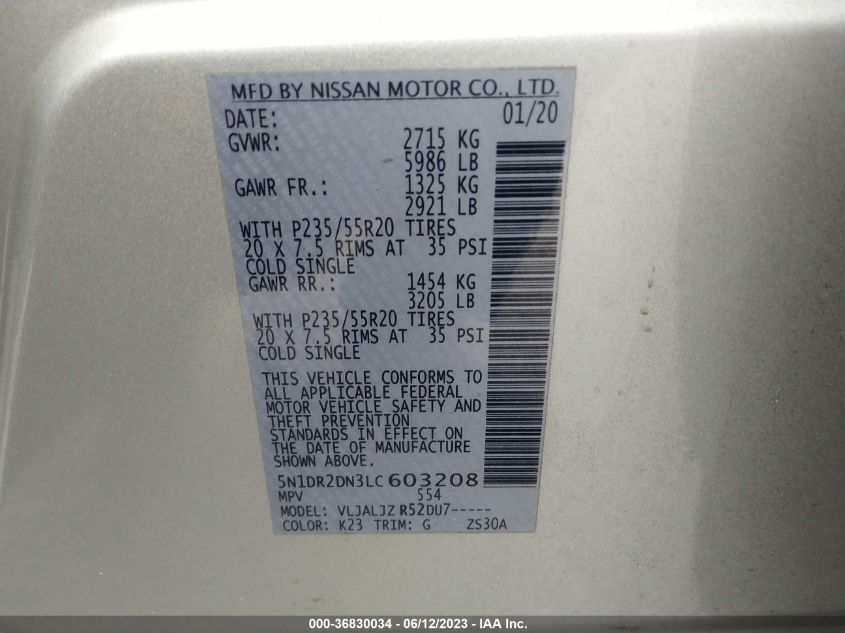 MFD BY NISSAN MOTOR CO., LTD.
DATE: 01/20
GVWR: 2715 KG
5986 LB
GAWR FR.: 1325 KG
2921 LB
WITH P235/55R20 TIRES
20 X 7.5 RIMS AT 35 PSI
COLD SINGLE
GAWR RR.: 1454 KG
3205 LB
WITH P235/55R20 TIRES
20 X 7.5 RIMS AT 35 PSI
COLD SINGLE
THIS VEHICLE CONFORMS TO
ALL APPLICABLE FEDERAL
MOTOR VEHICLE SAFETY AND
THEFT PREVENTION
STANDARDS IN EFFECT ON
THE DATE OF MANUFACTURE
SHOWN ABOVE.
5N1DR2DN3LC603208
MPV 554
MODEL: VLJALJZ R52DU7-----
COLOR: K23 TRIM: G ZS30A
000-36830034 - 06/12/2023 - IAA Inc.